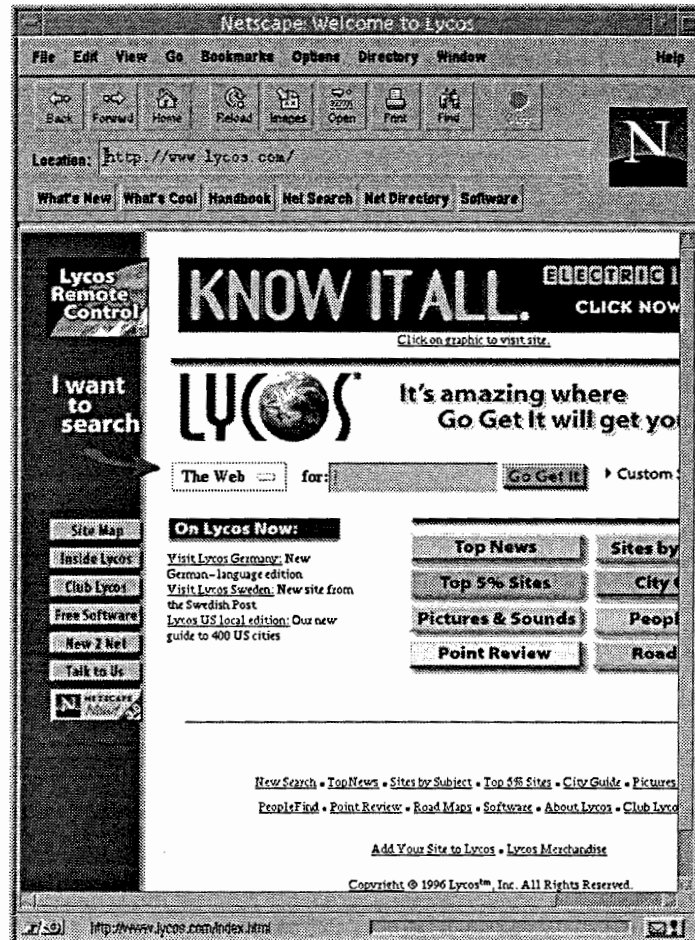 Netscape: Welcome to Lycos
File Edit View Go Bookmarks Options Directory Window Help
Back Forward Home Reload Images Open Print Find Stop
Location: http://www.lycos.com/
What's New What's Cool Handbook Net Search Net Directory Software
Lycos
Remote
Control
KNOW IT ALL.
ELECTRIC
CLICK NOW
Click on graphic to visit site.
I want
to
search
LYCOS®
It's amazing where
Go Get It will get you
The Web for: Go Get It Custom
Site Map
Inside Lycos
Club Lycos
Free Software
New 2 Net
Talk to Us
N NETSCAPE
On Lycos Now:
Visit Lycos Germany: New
German-language edition
Visit Lycos Sweden: New site from
the Swedish Post
Lycos US local edition: Our new
guide to 400 US cities
Top News Sites by
Top 5% Sites City
Pictures & Sounds Peopl
Point Review Road
New Search • TopNews • Sites by Subject • Top 5% Sites • City Guide • Pictures
PeopleFind • Point Review • Road Maps • Software • About Lycos • Club Lyco
Add Your Site to Lycos • Lycos Merchandise
Copyright © 1996 Lycos™, Inc. All Rights Reserved.
http://www.lycos.com/index.html